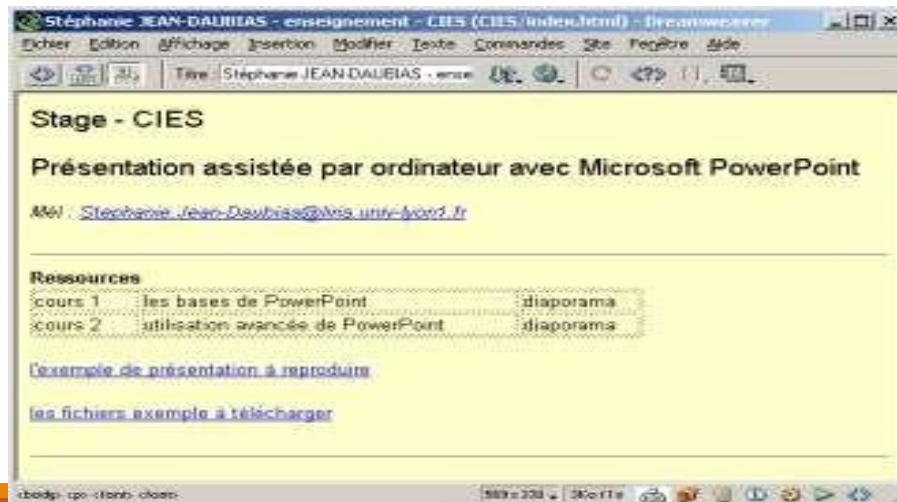 Stéphanie JEAN-DAUBIAS - enseignement - CIES (CIES/index.html) - Dreamweaver
Fichier Edition Affichage Insertion Modifier Texte Commandes Site Fenêtre Aide
Titre Stéphanie JEAN-DAUBIAS - ense
Stage - CIES
Présentation assistée par ordinateur avec Microsoft PowerPoint
Mél : Stephanie.Jean-Daubias@liris.univ-lyon1.fr
Ressources
cours 1 les bases de PowerPoint diaporama
cours 2 utilisation avancée de PowerPoint diaporama
l'exemple de présentation à reproduire
les fichiers exemple à télécharger